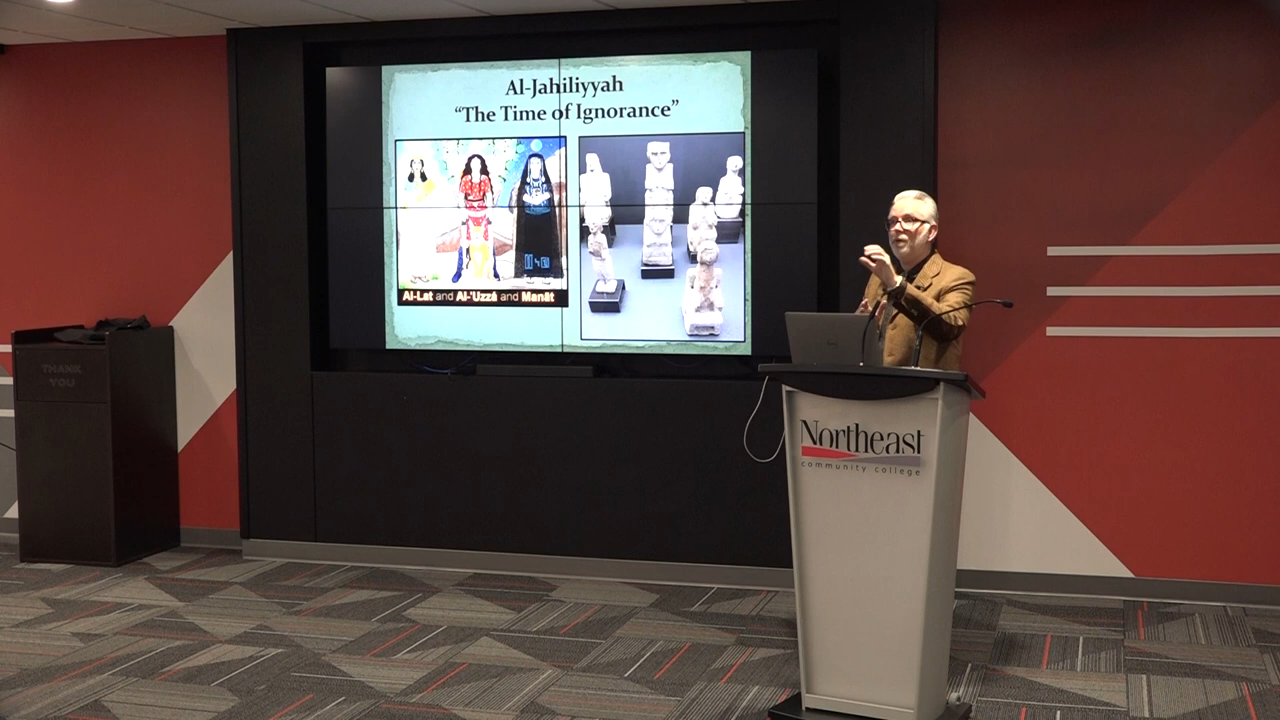 Al-Jahiliyyah
“The Time of Ignorance”
Al-Lat and Al-'Uzzá and Manāt
THANK
YOU
Northeast
community college